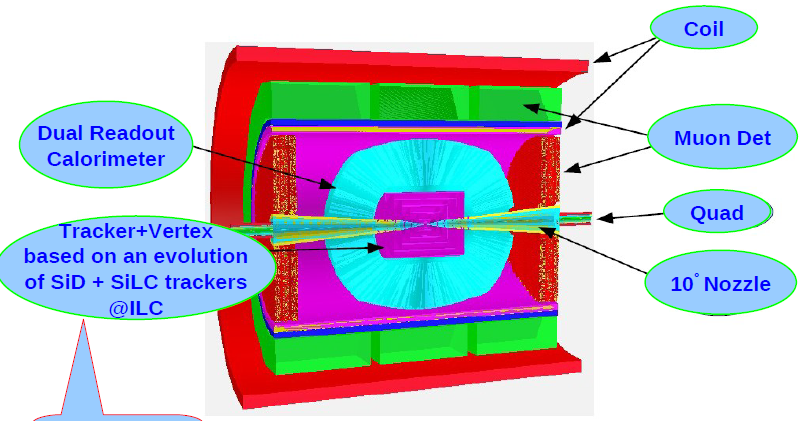 Coil
Dual Readout
Calorimeter
Muon Det
Quad
Tracker+Vertex
based on an evolution
of SiD + SiLC trackers
@ILC
10° Nozzle